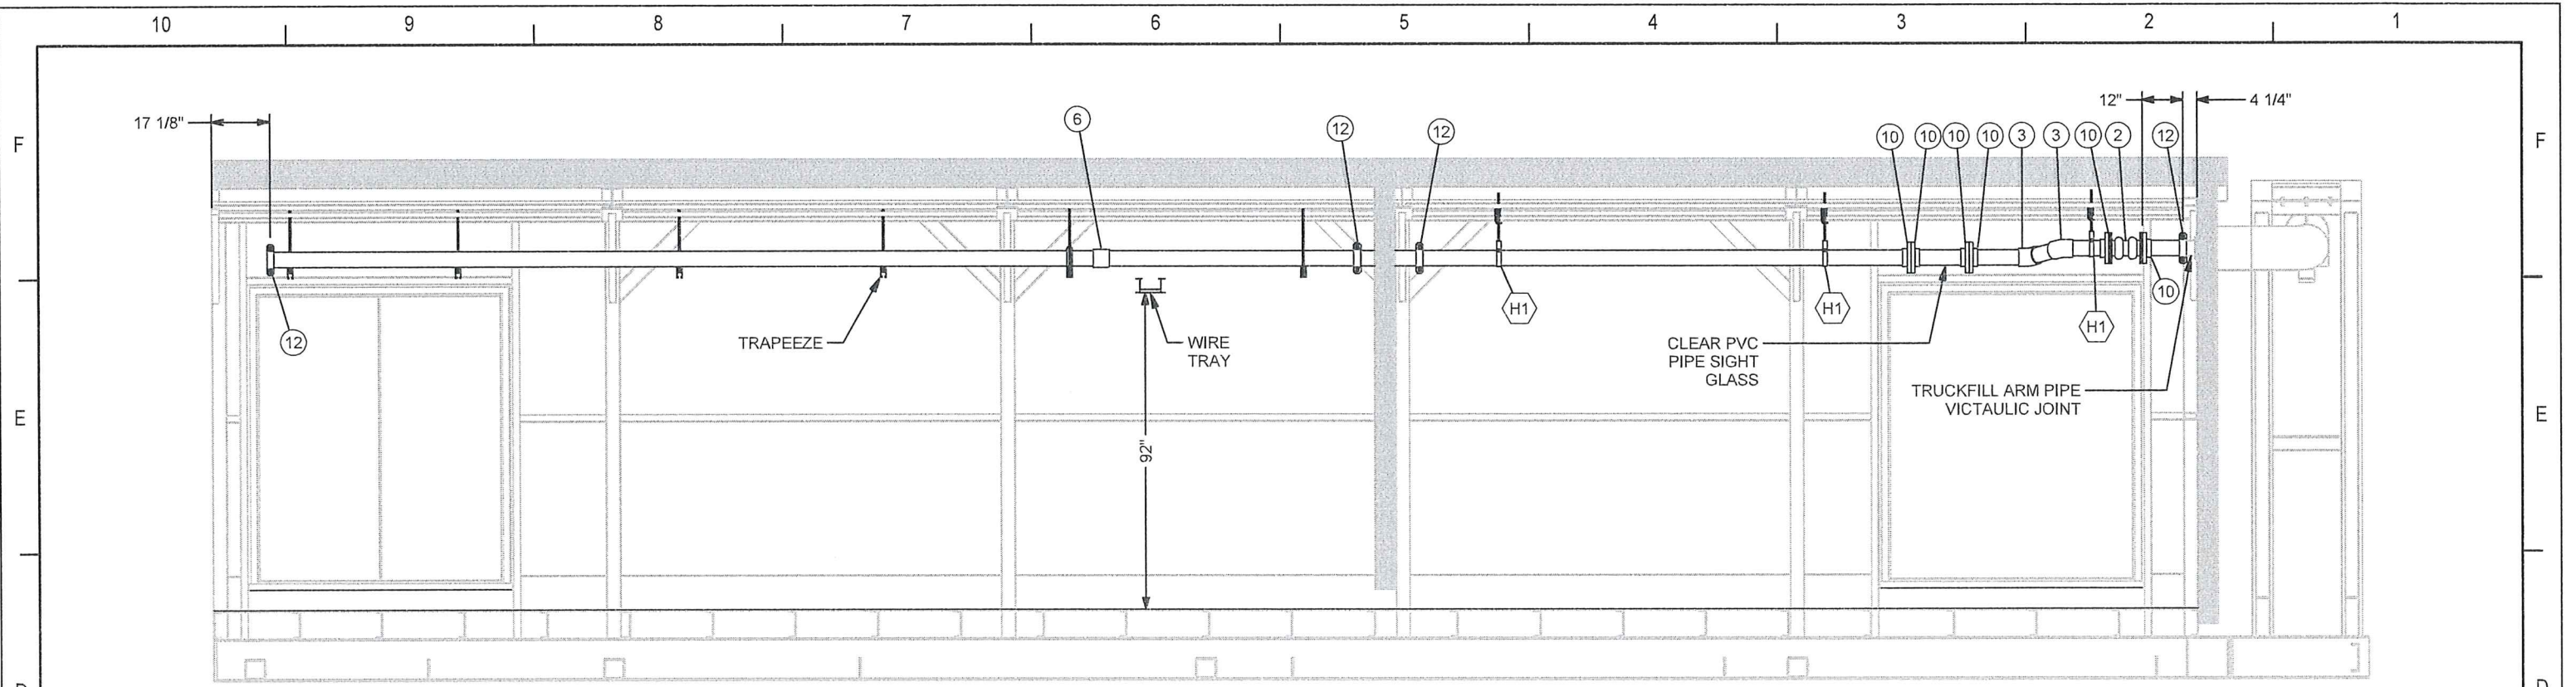 10 9 8 7 6 5 4 3 2 1
17 1/8" 6 12 12 10 10 10 10 3 3 10 2 12 12" 4 1/4"
F F
12 H1 H1 H1 10
TRAPEEZE
WIRE
TRAY
CLEAR PVC
PIPE SIGHT
GLASS
TRUCKFILL ARM PIPE
VICTAULIC JOINT
E E
92"